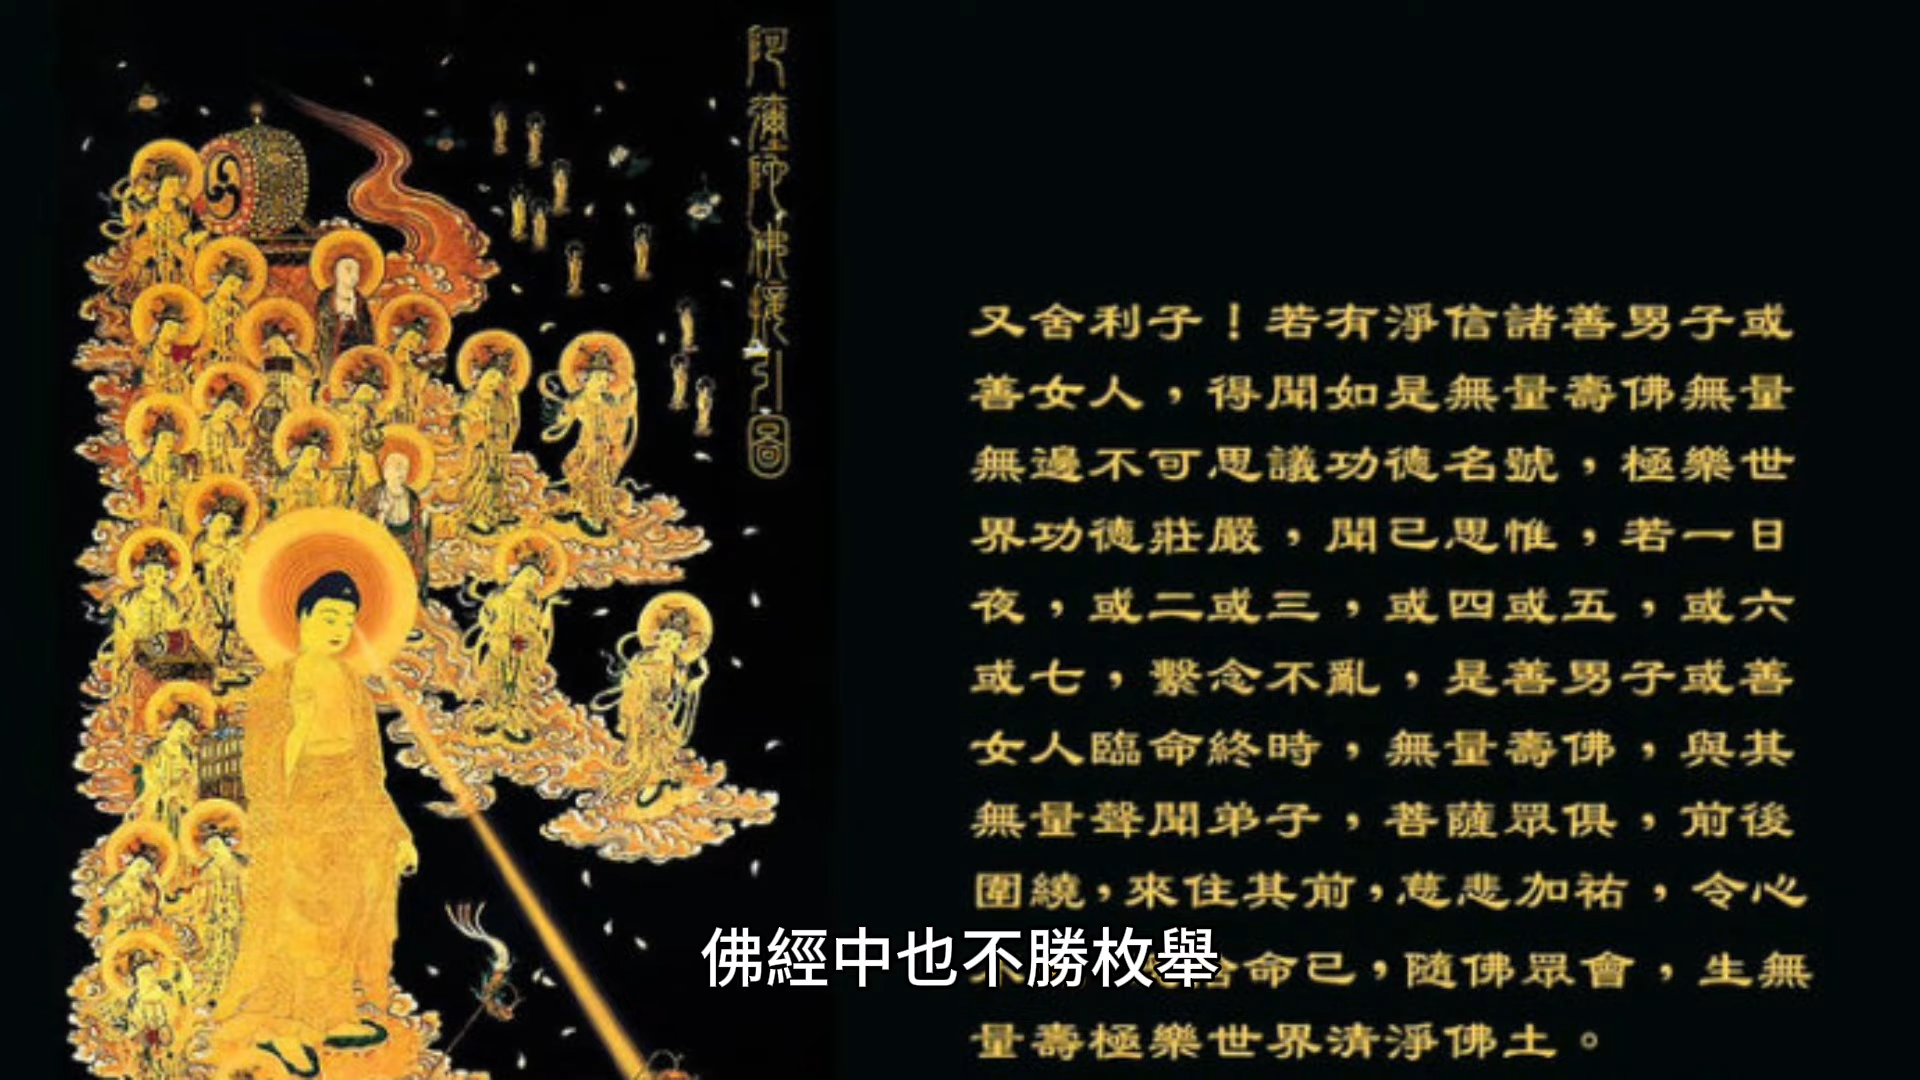 阿彌陀佛接引圖
又舍利子！若有淨信諸善男子或
善女人，得聞如是無量壽佛無量
無邊不可思議功德名號，極樂世
界功德莊嚴，聞已思惟，若一日
夜，或二或三，或四或五，或六
或七，繫念不亂，是善男子或善
女人臨命終時，無量壽佛，與其
無量聲聞弟子，菩薩眾俱，前後
圍繞，來住其前，慈悲加祐，令心
命已，隨佛眾會，生無
量壽極樂世界清淨佛土。
佛經中也不勝枚舉